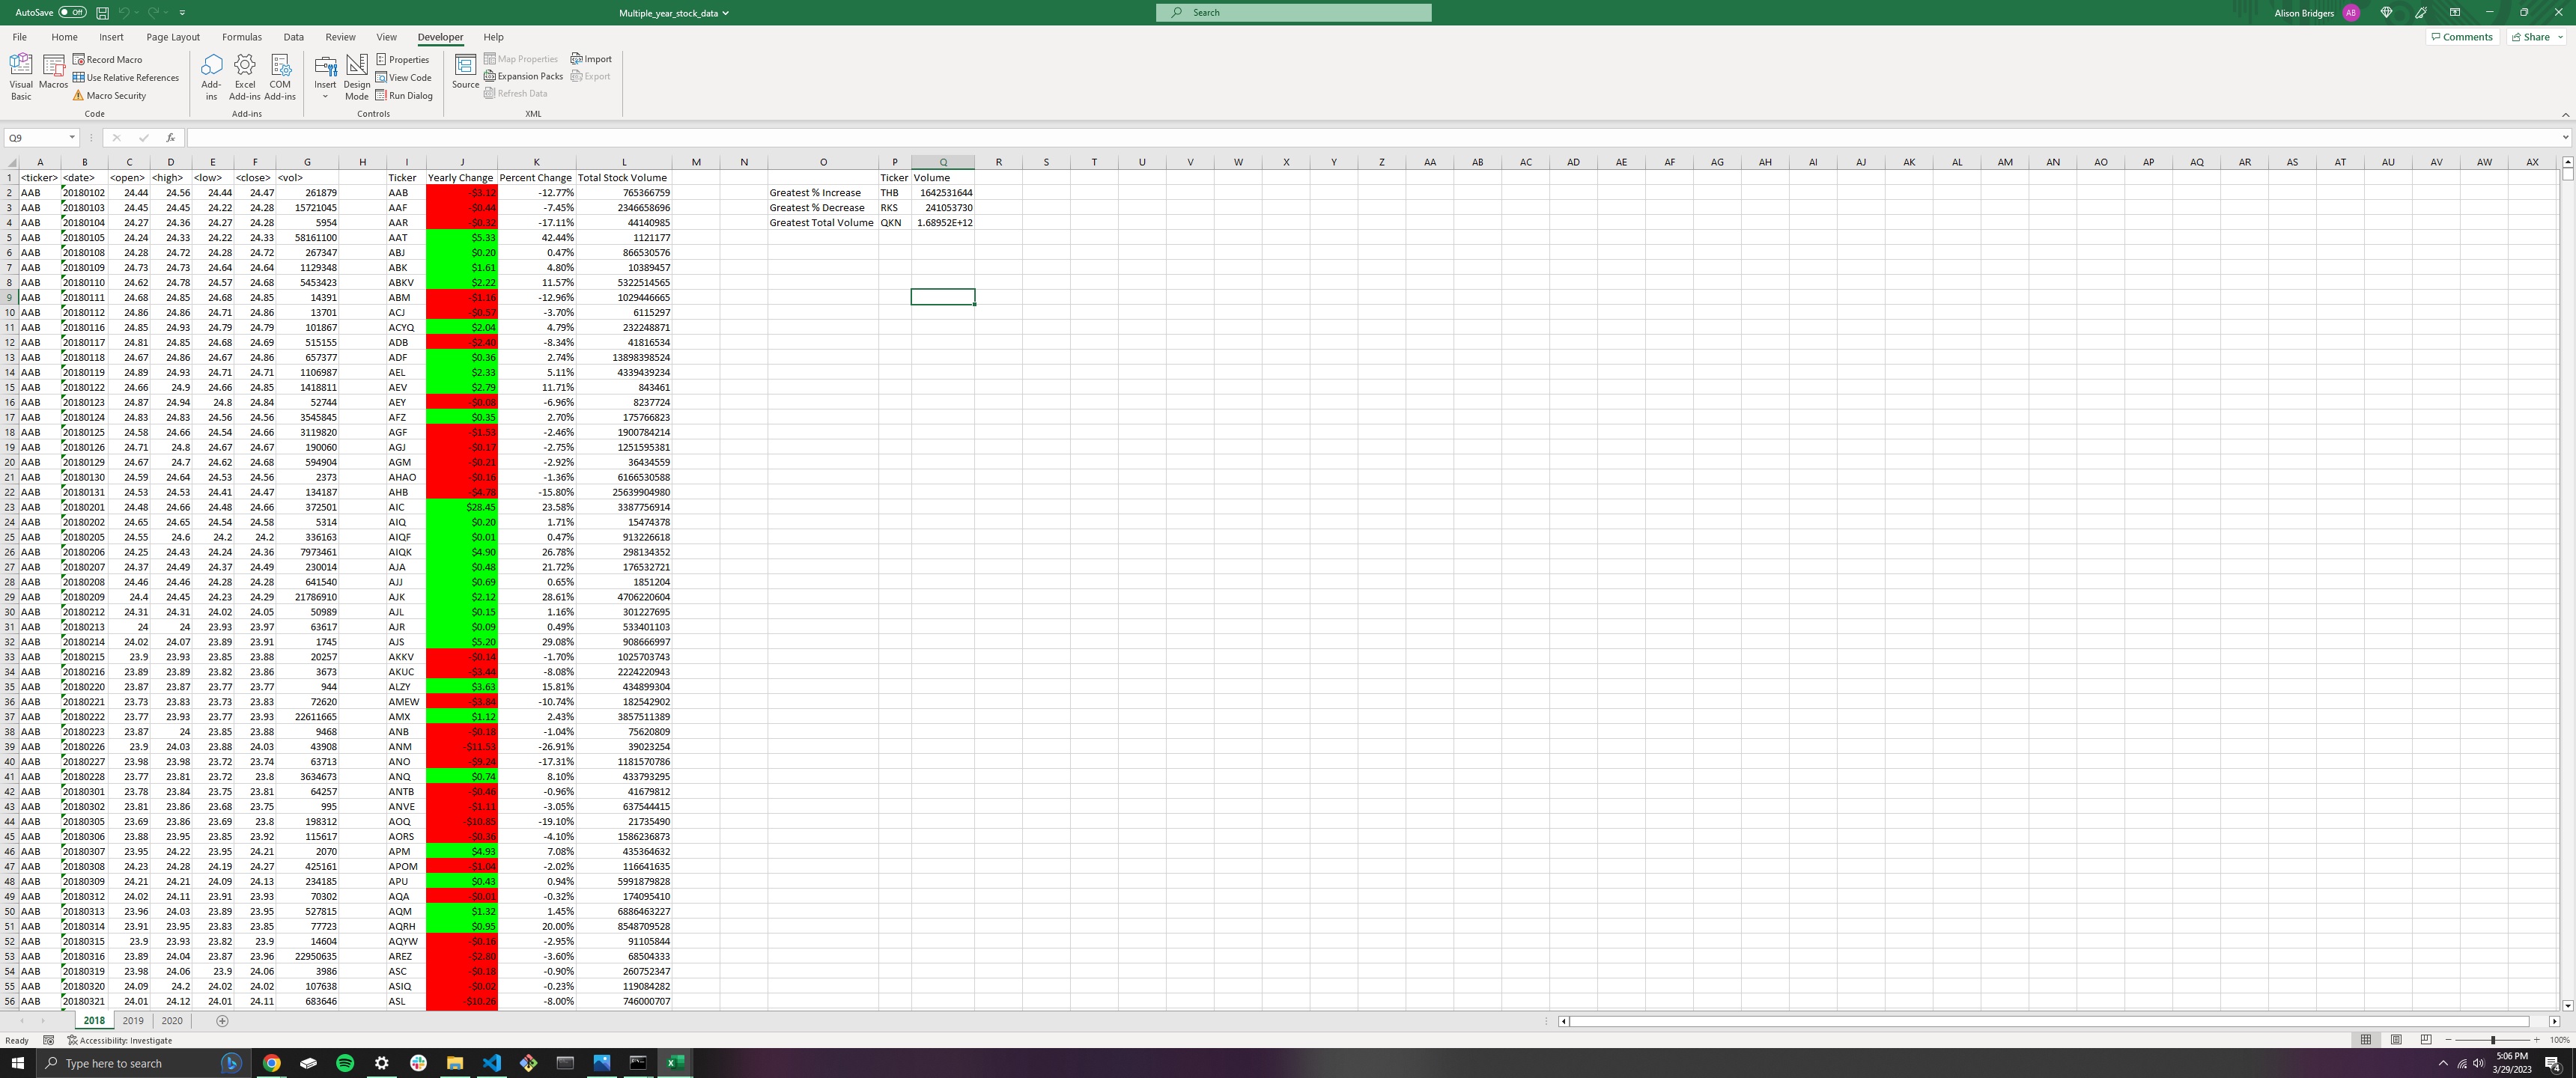 AutoSave Off Multiple_year_stock_data Search Alison Bridgers AB
File Home Insert Page Layout Formulas Data Review View Developer Help Comments Share
Visual Basic Macros Record Macro Use Relative References Macro Security Add-ins Excel Add-ins COM Add-ins Insert Design Mode Properties View Code Run Dialog Source Map Properties Expansion Packs Refresh Data Import Export
Code Add-ins Controls XML
Q9 fx
A B C D E F G H I J K L M N O P Q R S T U V W X Y Z AA AB AC AD AE AF AG AH AI AJ AK AL AM AN AO AP AQ AR AS AT AU AV AW AX
1 <ticker> <date> <open> <high> <low> <close> <vol> Ticker Yearly Change Percent Change Total Stock Volume Ticker Volume
2 AAB 20180102 24.44 24.56 24.44 24.47 261879 AAB -$3.12 -12.77% 765366759 Greatest % Increase THB 1642531644
3 AAB 20180103 24.45 24.45 24.22 24.28 15721045 AAF -$0.44 -7.45% 2346658696 Greatest % Decrease RKS 241053730
4 AAB 20180104 24.27 24.36 24.27 24.28 5954 AAR -$0.32 -17.11% 44140985 Greatest Total Volume QKN 1.68952E+12
5 AAB 20180105 24.24 24.33 24.22 24.33 58161100 AAT $5.33 42.44% 1121177
6 AAB 20180108 24.28 24.72 24.28 24.72 267347 ABJ $0.20 0.47% 866530576
7 AAB 20180109 24.73 24.73 24.64 24.64 1129348 ABK $1.61 4.80% 10389457
8 AAB 20180110 24.62 24.78 24.57 24.68 5453423 ABKV $2.22 11.57% 5322514565
9 AAB 20180111 24.68 24.85 24.68 24.85 14391 ABM -$1.16 -12.96% 1029446665
10 AAB 20180112 24.86 24.86 24.71 24.86 13701 ACJ -$0.57 -3.70% 6115297
11 AAB 20180116 24.85 24.93 24.79 24.79 101867 ACYQ $2.04 4.79% 232248871
12 AAB 20180117 24.81 24.85 24.68 24.69 515155 ADB -$2.40 -8.34% 41816534
13 AAB 20180118 24.67 24.86 24.67 24.86 657377 ADF $0.36 2.74% 13898398524
14 AAB 20180119 24.89 24.93 24.71 24.71 1106987 AEL $2.33 5.11% 4339439234
15 AAB 20180122 24.66 24.9 24.66 24.85 1418811 AEV $2.79 11.71% 843461
16 AAB 20180123 24.87 24.94 24.8 24.84 52744 AEY -$0.08 -6.96% 8237724
17 AAB 20180124 24.83 24.83 24.56 24.56 3545845 AFZ $0.35 2.70% 175766823
18 AAB 20180125 24.58 24.66 24.54 24.66 3119820 AGF -$1.53 -2.46% 1900784214
19 AAB 20180126 24.71 24.8 24.67 24.67 190060 AGJ -$0.17 -2.75% 1251595381
20 AAB 20180129 24.67 24.7 24.62 24.68 594904 AGM -$0.21 -2.92% 36434559
21 AAB 20180130 24.59 24.64 24.53 24.56 2373 AHAO -$0.16 -1.36% 6166530588
22 AAB 20180131 24.53 24.53 24.41 24.47 134187 AHB -$4.78 -15.80% 25639904980
23 AAB 20180201 24.48 24.66 24.48 24.66 372501 AIC $28.45 23.58% 3387756914
24 AAB 20180202 24.65 24.65 24.54 24.58 5314 AIQ $0.20 1.71% 15474378
25 AAB 20180205 24.55 24.6 24.2 24.2 336163 AIQF $0.01 0.47% 913226618
26 AAB 20180206 24.25 24.43 24.24 24.36 7973461 AIQK $4.90 26.78% 298134352
27 AAB 20180207 24.37 24.49 24.37 24.49 230014 AJA $0.48 21.72% 176532721
28 AAB 20180208 24.46 24.46 24.28 24.28 641540 AJJ $0.69 0.65% 1851204
29 AAB 20180209 24.4 24.45 24.23 24.29 21786910 AJK $2.12 28.61% 4706220604
30 AAB 20180212 24.31 24.31 24.02 24.05 50989 AJL $0.15 1.16% 301227695
31 AAB 20180213 24 24 23.93 23.97 63617 AJR $0.09 0.49% 533401103
32 AAB 20180214 24.02 24.07 23.89 23.91 1745 AJS $5.20 29.08% 908666997
33 AAB 20180215 23.9 23.93 23.85 23.88 20257 AKKV -$0.14 -1.70% 1025703743
34 AAB 20180216 23.89 23.89 23.82 23.86 3673 AKUC -$3.44 -8.08% 2224220943
35 AAB 20180220 23.87 23.87 23.77 23.77 944 ALZY $3.63 15.81% 434899304
36 AAB 20180221 23.73 23.83 23.73 23.83 72620 AMEW -$3.84 -10.74% 182542902
37 AAB 20180222 23.77 23.93 23.77 23.93 22611665 AMX $1.12 2.43% 3857511389
38 AAB 20180223 23.87 24 23.85 23.88 9468 ANB -$0.18 -1.04% 75620809
39 AAB 20180226 23.9 24.03 23.88 24.03 43908 ANM -$11.53 -26.91% 39023254
40 AAB 20180227 23.98 23.98 23.72 23.74 63713 ANO -$9.24 -17.31% 1181570786
41 AAB 20180228 23.77 23.81 23.72 23.8 3634673 ANQ $0.74 8.10% 433793295
42 AAB 20180301 23.78 23.84 23.75 23.81 64257 ANTB -$0.46 -0.96% 41679812
43 AAB 20180302 23.81 23.86 23.68 23.75 995 ANVE -$1.11 -3.05% 637544415
44 AAB 20180305 23.69 23.86 23.69 23.8 198312 AOQ -$10.85 -19.10% 21735490
45 AAB 20180306 23.88 23.95 23.85 23.92 115617 AORS -$0.36 -4.10% 1586236873
46 AAB 20180307 23.95 24.22 23.95 24.21 2070 APM $4.93 7.08% 435364632
47 AAB 20180308 24.23 24.28 24.19 24.27 425161 APOM -$1.04 -2.02% 116641635
48 AAB 20180309 24.21 24.21 24.09 24.13 234185 APU $0.43 0.94% 5991879828
49 AAB 20180312 24.02 24.11 23.91 23.93 70302 AQA -$0.01 -0.32% 174095410
50 AAB 20180313 23.96 24.03 23.89 23.95 527815 AQM $1.32 1.45% 6886463227
51 AAB 20180314 23.91 23.95 23.83 23.85 77723 AQRH $0.95 20.00% 8548709528
52 AAB 20180315 23.9 23.93 23.82 23.9 14604 AQYW -$0.16 -2.95% 91105844
53 AAB 20180316 23.89 24.04 23.87 23.96 22950635 AREZ -$2.80 -3.60% 68504333
54 AAB 20180319 23.98 24.06 23.9 24.06 3986 ASC -$0.18 -0.90% 260752347
55 AAB 20180320 24.09 24.2 24.02 24.02 107638 ASIQ -$0.02 -0.23% 119084282
56 AAB 20180321 24.01 24.12 24.01 24.11 683646 ASL -$10.26 -8.00% 746000707
2018 2019 2020
Ready Accessibility: Investigate 100%
Type here to search 5:06 PM
3/29/2023 4